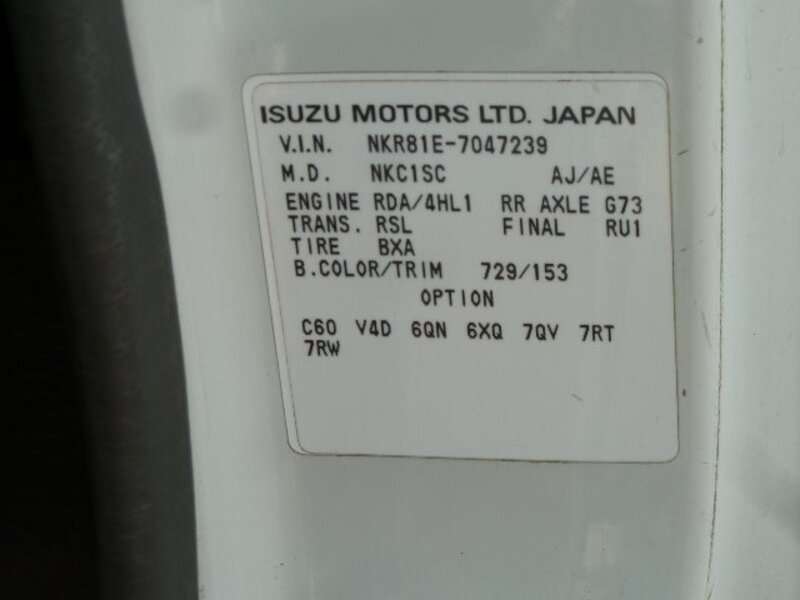 ISUZU MOTORS LTD. JAPAN
V.I.N. NKR81E-7047239
M.D. NKC1SC AJ/AE
ENGINE RDA/4HL1 RR AXLE G73
TRANS. RSL FINAL RU1
TIRE BXA
B.COLOR/TRIM 729/153
OPTION
C60 V4D 6QN 6XQ 7QV 7RT
7RW